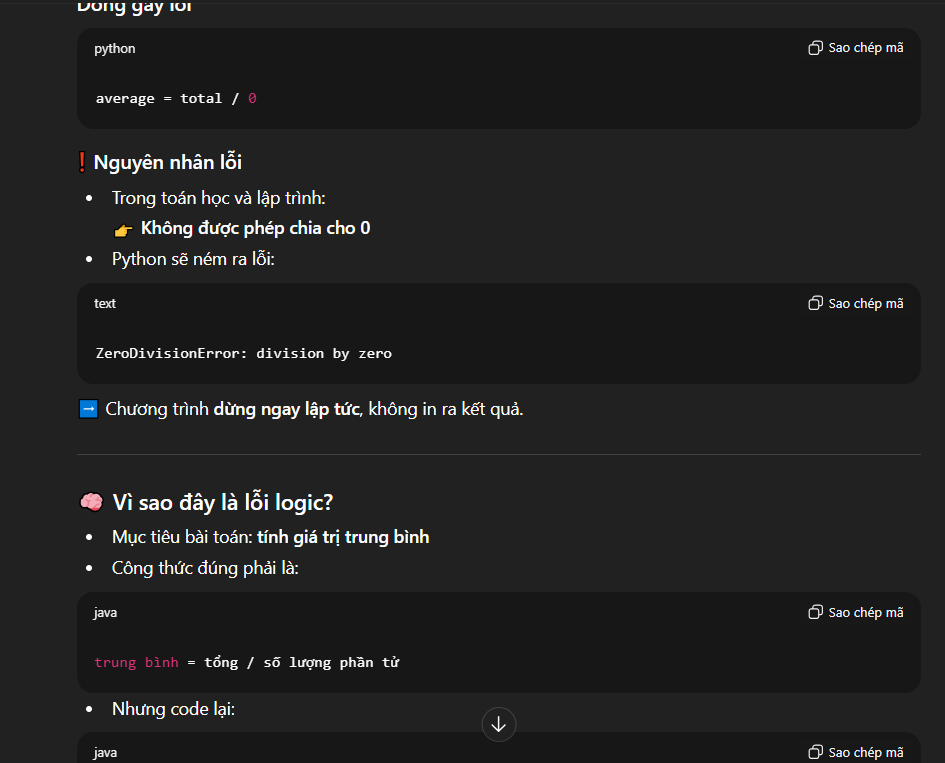 Dòng gây lỗi
python
Sao chép mã
average = total / 0
❗ Nguyên nhân lỗi
• Trong toán học và lập trình:
👉 Không được phép chia cho 0
• Python sẽ ném ra lỗi:
text
Sao chép mã
ZeroDivisionError: division by zero
➡️ Chương trình dừng ngay lập tức, không in ra kết quả.
🧠 Vì sao đây là lỗi logic?
• Mục tiêu bài toán: tính giá trị trung bình
• Công thức đúng phải là:
java
Sao chép mã
trung bình = tổng / số lượng phần tử
• Nhưng code lại:
java
Sao chép mã